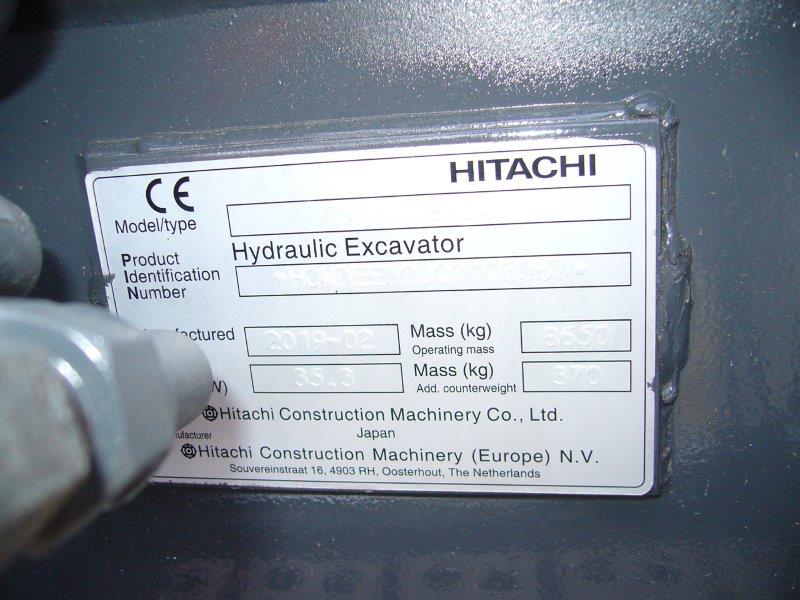 CE
HITACHI
Model/type
Hydraulic Excavator
Product
Identification
Number
2019-02
Mass (kg)
Operating mass
8650
35.3
Mass (kg)
Add. counterweight
370
Hitachi Construction Machinery Co., Ltd.
Japan
Hitachi Construction Machinery (Europe) N.V.
Souvereinstraat 16, 4903 RH, Oosterhout, The Netherlands